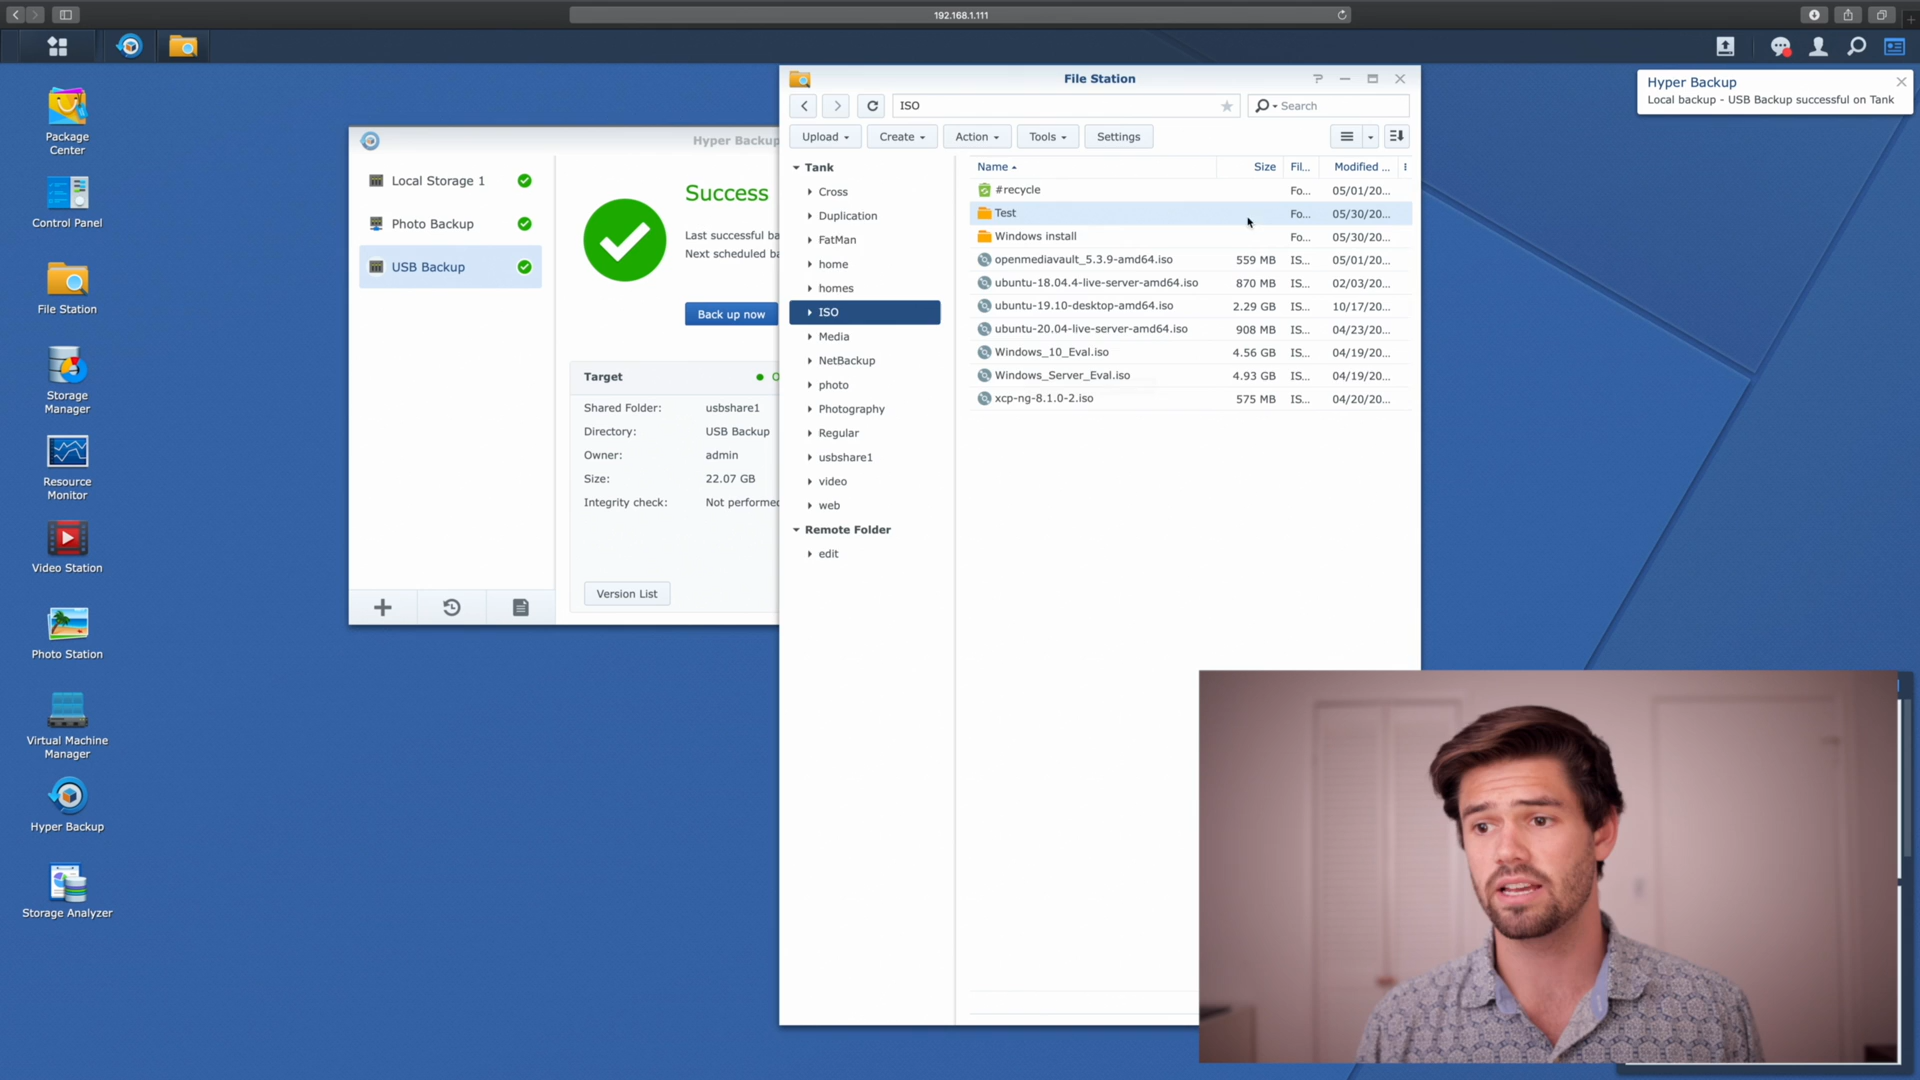 192.168.1.111
Hyper Backup
Local backup - USB Backup successful on Tank
Package
Center
Control Panel
File Station
Storage
Manager
Resource
Monitor
Video Station
Photo Station
Virtual Machine
Manager
Hyper Backup
Storage Analyzer
Hyper Backup
Local Storage 1
Photo Backup
USB Backup
Success
Last successful ba
Next scheduled ba
Back up now
Target
Shared Folder: usbshare1
Directory: USB Backup
Owner: admin
Size: 22.07 GB
Integrity check: Not performed
Version List
File Station
ISO
Search
Upload
Create
Action
Tools
Settings
Tank
Cross
Duplication
FatMan
home
homes
ISO
Media
NetBackup
photo
Photography
Regular
usbshare1
video
web
Remote Folder
edit
Name Size Fil... Modified ...
#recycle Fo... 05/01/20...
Test Fo... 05/30/20...
Windows install Fo... 05/30/20...
openmediavault_5.3.9-amd64.iso 559 MB IS... 05/01/20...
ubuntu-18.04.4-live-server-amd64.iso 870 MB IS... 02/03/20...
ubuntu-19.10-desktop-amd64.iso 2.29 GB IS... 10/17/20...
ubuntu-20.04-live-server-amd64.iso 908 MB IS... 04/23/20...
Windows_10_Eval.iso 4.56 GB IS... 04/19/20...
Windows_Server_Eval.iso 4.93 GB IS... 04/19/20...
xcp-ng-8.1.0-2.iso 575 MB IS... 04/20/20...